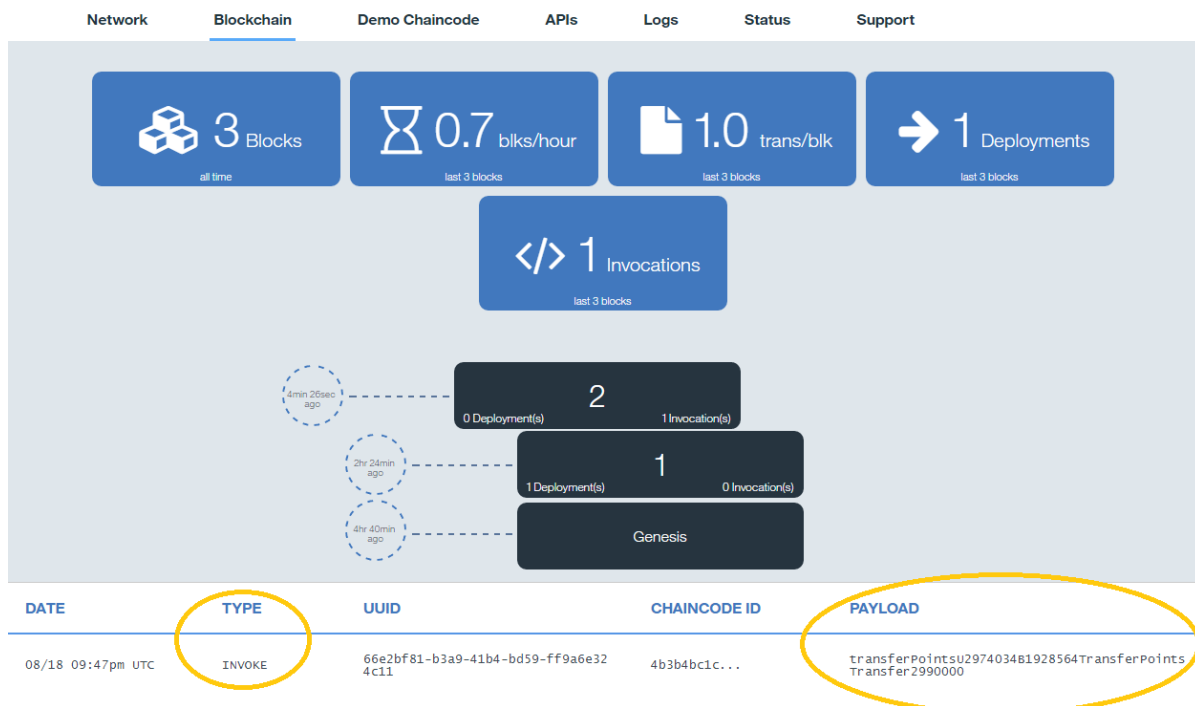 Network Blockchain Demo Chaincode APIs Logs Status Support
3 Blocks
all time
0.7 blks/hour
last 3 blocks
1.0 trans/blk
last 3 blocks
1 Deployments
last 3 blocks
</> 1 Invocations
last 3 blocks
4min 26sec
ago
2
0 Deployment(s) 1 Invocation(s)
2hr 24min
ago
1
1 Deployment(s) 0 Invocation(s)
4hr 40min
ago
Genesis
DATE TYPE UUID CHAINCODE ID PAYLOAD
08/18 09:47pm UTC INVOKE 66e2bf81-b3a9-41b4-bd59-ff9a6e32
4c11 4b3b4bc1c... transferPointsU2974034B1928564TransferPoints
Transfer2990000